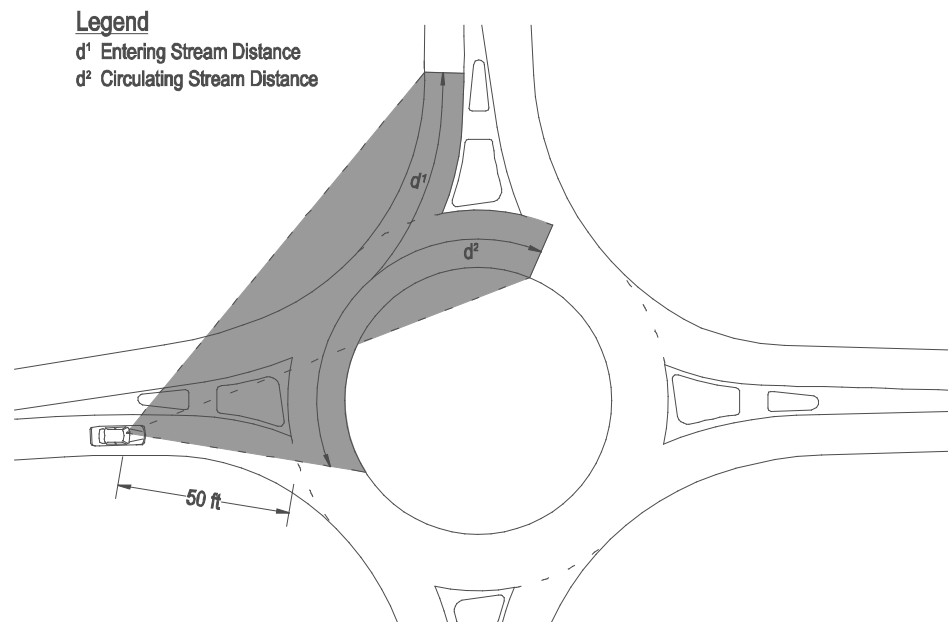 Legend
d¹ Entering Stream Distance
d² Circulating Stream Distance
d¹
d²
50 ft